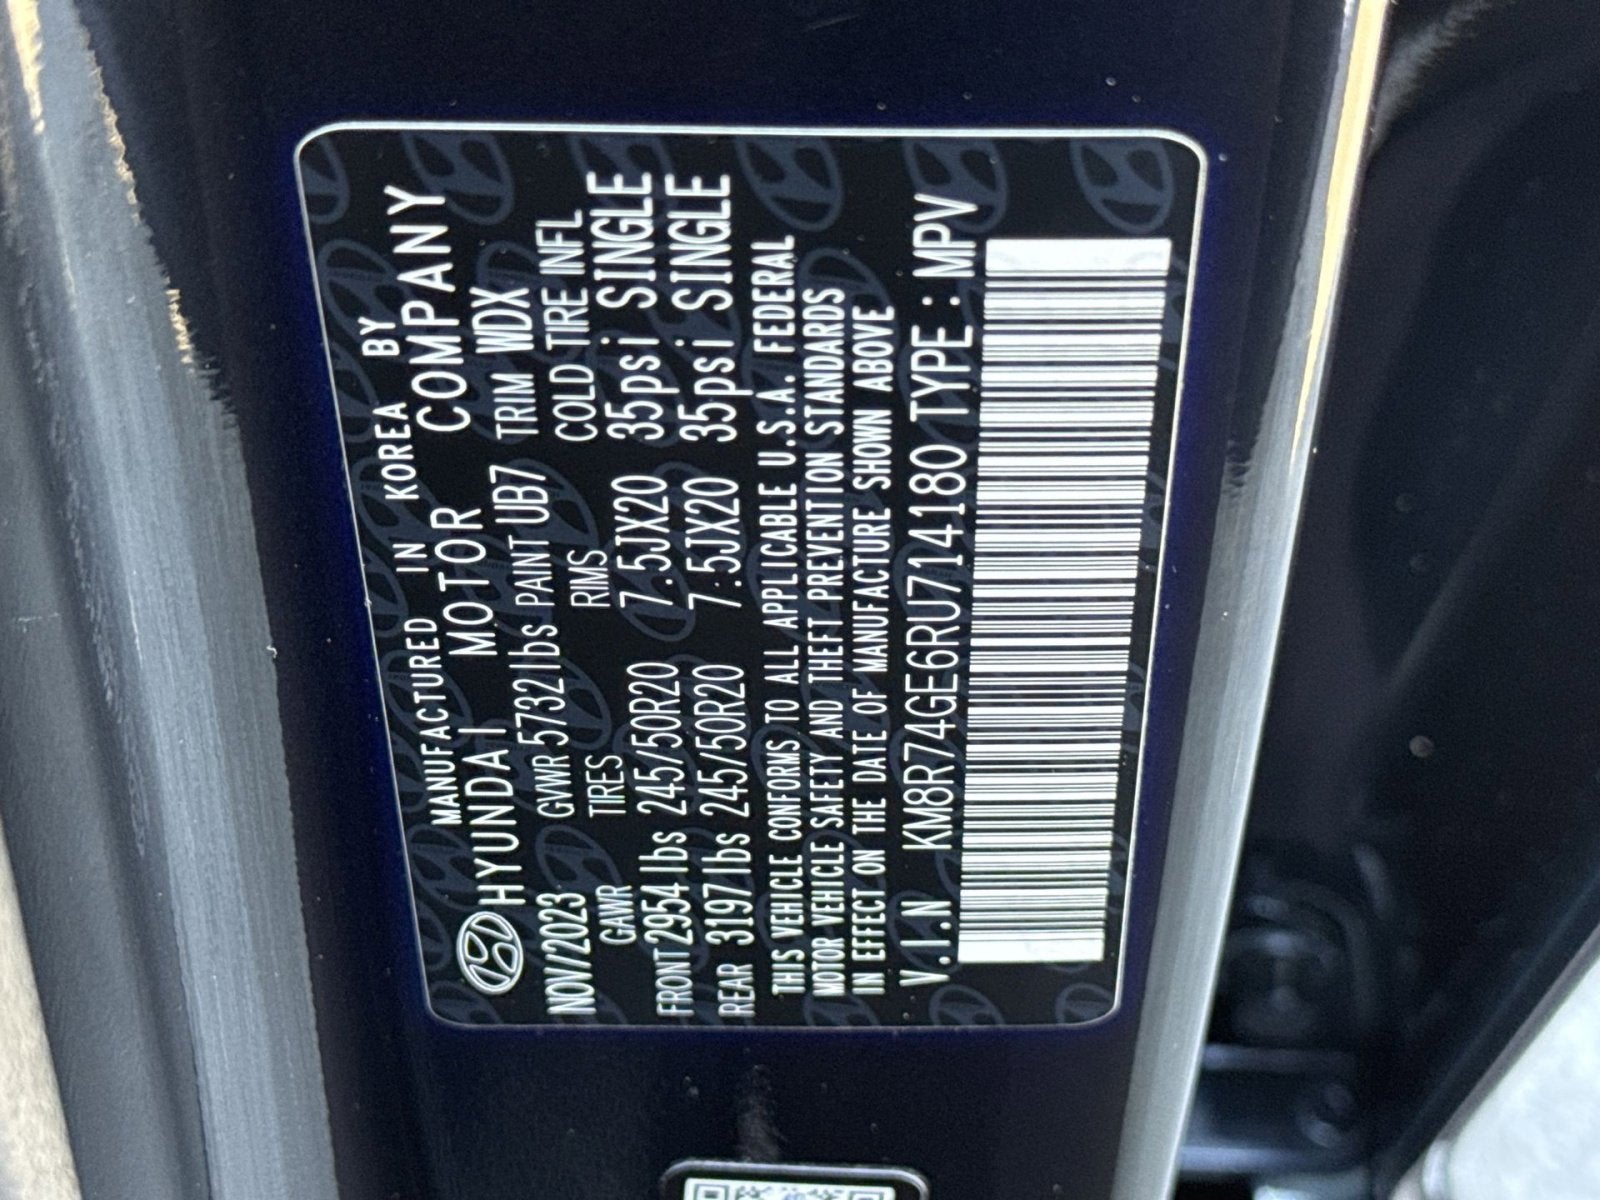 MANUFACTURED IN KOREA BY
HYUNDAI MOTOR COMPANY
NOV/2023 GVWR 5732lbs PAINT UB7 TRIM WDX
GAWR TIRES RIMS COLD TIRE INFL
FRONT 2954lbs 245/50R20 7.5JX20 35psi SINGLE
REAR 3197lbs 245/50R20 7.5JX20 35psi SINGLE
THIS VEHICLE CONFORMS TO ALL APPLICABLE U.S.A. FEDERAL
MOTOR VEHICLE SAFETY AND THEFT PREVENTION STANDARDS
IN EFFECT ON THE DATE OF MANUFACTURE SHOWN ABOVE
V.I.N KM8R74GE6RU714180 TYPE : MPV